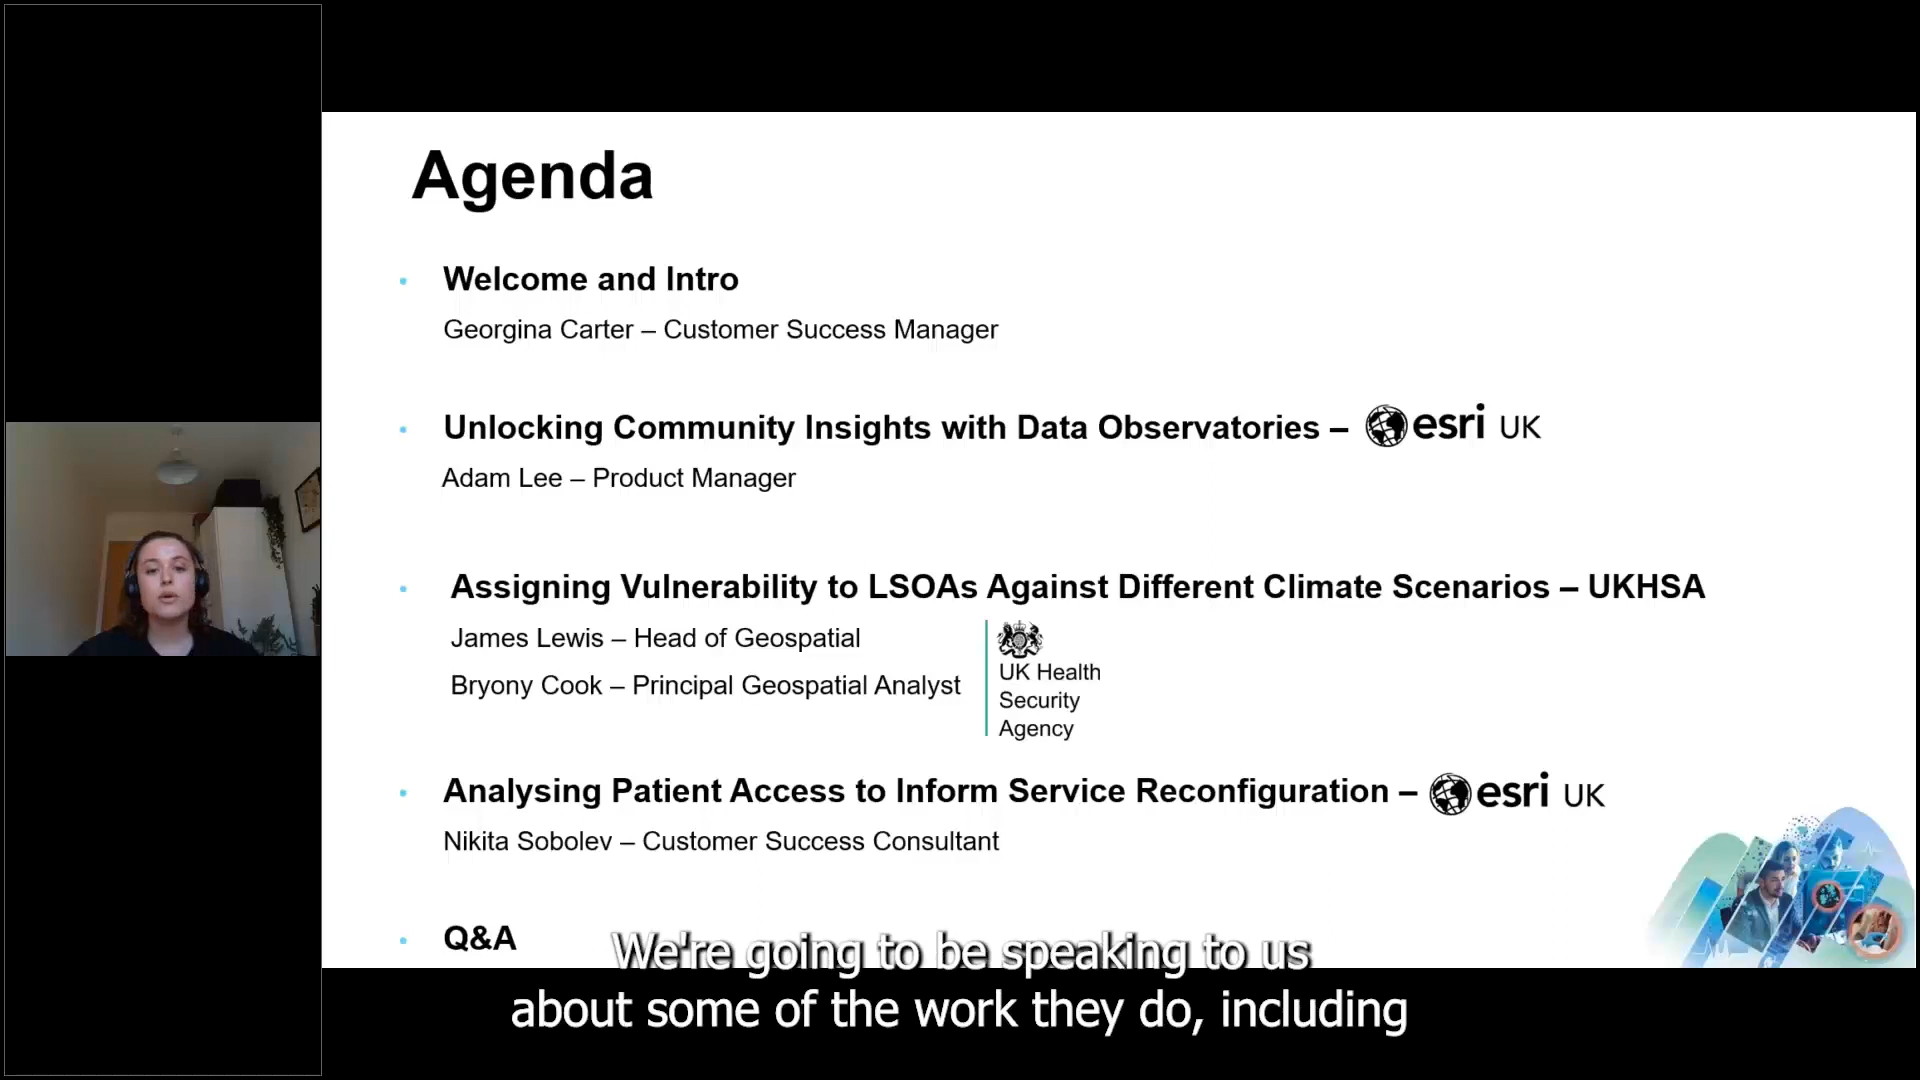 Agenda
Welcome and Intro
Georgina Carter – Customer Success Manager
Unlocking Community Insights with Data Observatories – esri UK
Adam Lee – Product Manager
Assigning Vulnerability to LSOAs Against Different Climate Scenarios – UKHSA
James Lewis – Head of Geospatial
Bryony Cook – Principal Geospatial Analyst
UK Health
Security
Agency
Analysing Patient Access to Inform Service Reconfiguration – esri UK
Nikita Sobolev – Customer Success Consultant
Q&A
We're going to be speaking to us
about some of the work they do, including